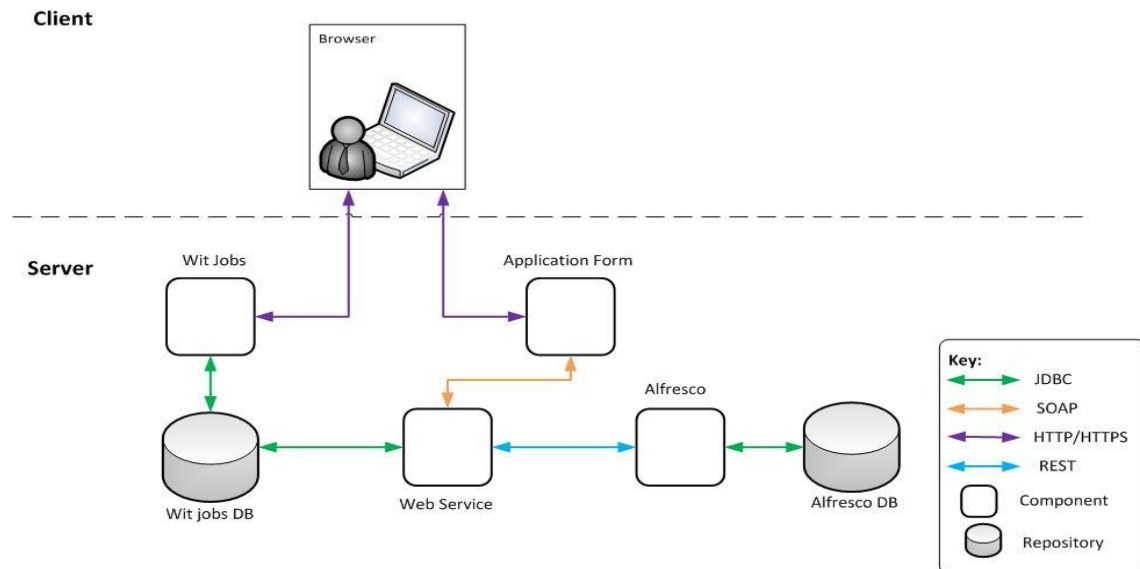 Client
Browser
Server
Wit Jobs
Application Form
Alfresco
Wit jobs DB
Web Service
Alfresco DB
Key:
JDBC
SOAP
HTTP/HTTPS
REST
Component
Repository